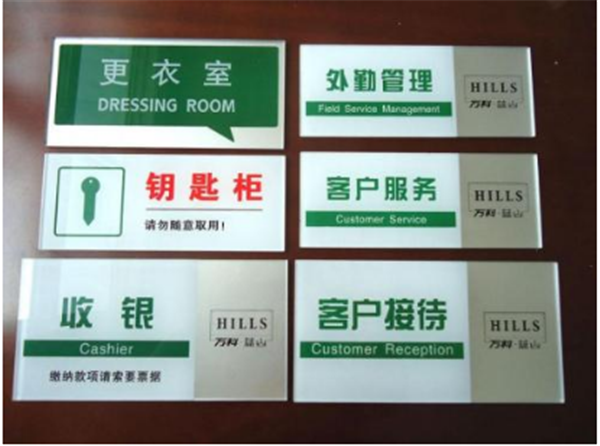 更衣室
DRESSING ROOM
钥匙柜
请勿随意取用!
收银
Cashier
缴纳款项请索要票据
HILLS
万科·
外勤管理
Field Service Management
HILLS
万科·
客户服务
Customer Service
HILLS
万科·
客户接待
Customer Reception
HILLS
万科·